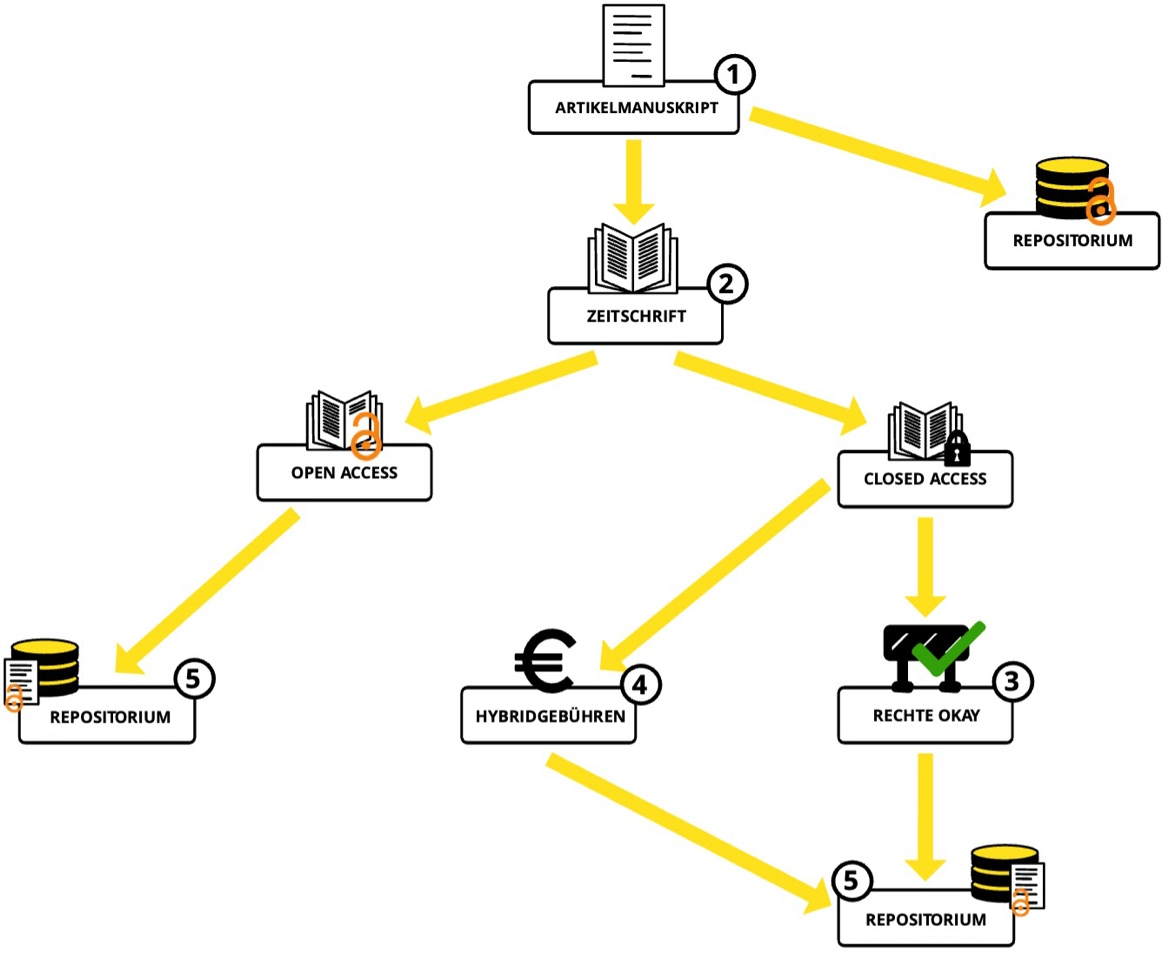 1
ARTIKELMANUSKRIPT
REPOSITORIUM
2
ZEITSCHRIFT
OPEN ACCESS
CLOSED ACCESS
5
REPOSITORIUM
€
4
HYBRIDGEBÜHREN
3
RECHTE OKAY
5
REPOSITORIUM